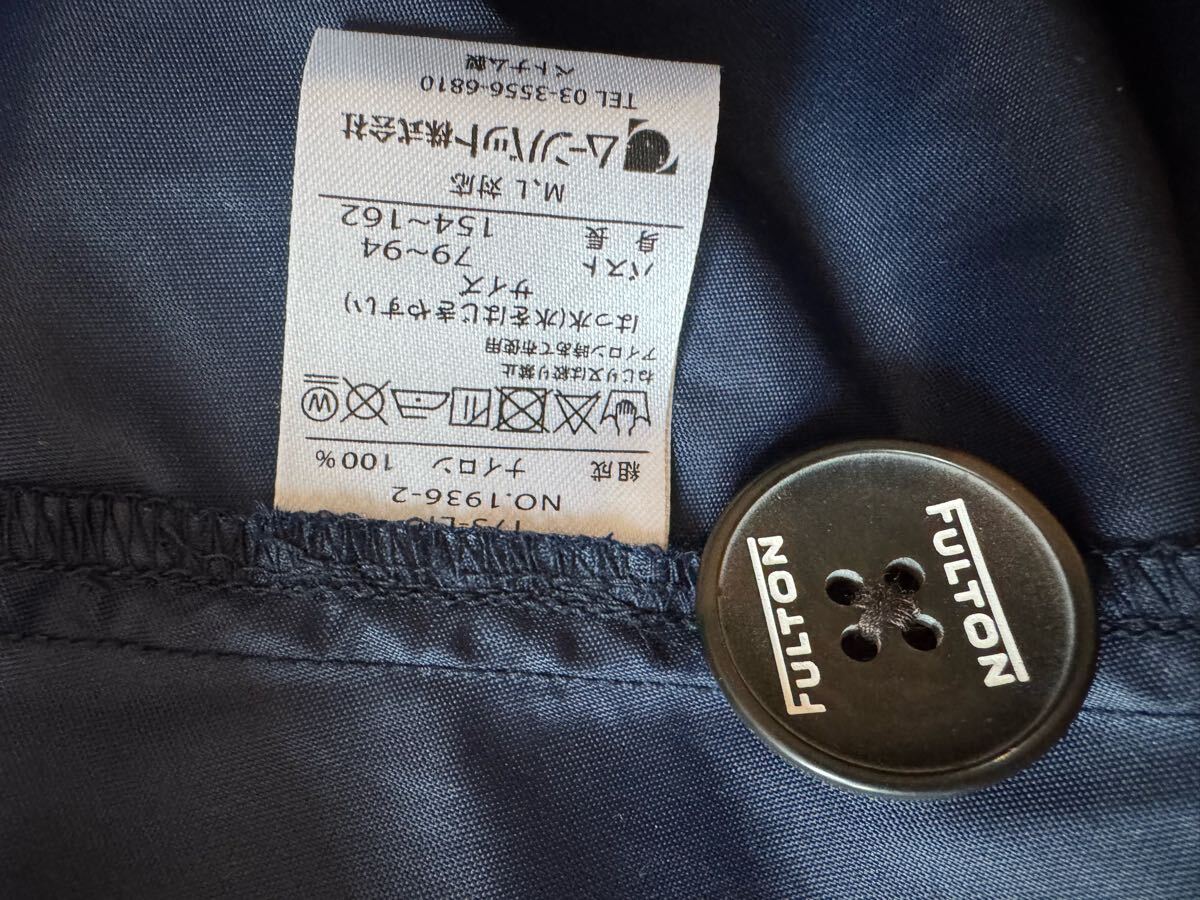 NO.1936-2
組成 ナイロン 100%
ねじり又は絞り禁止
アイロン時あて布使用
はっ水(水をはじきやすい)
サイズ
バスト 79~94
身長 154~162
M、L 対応
ムーンバット株式会社
TEL 03-3556-6810
ベトナム製
FULTON
FULTON